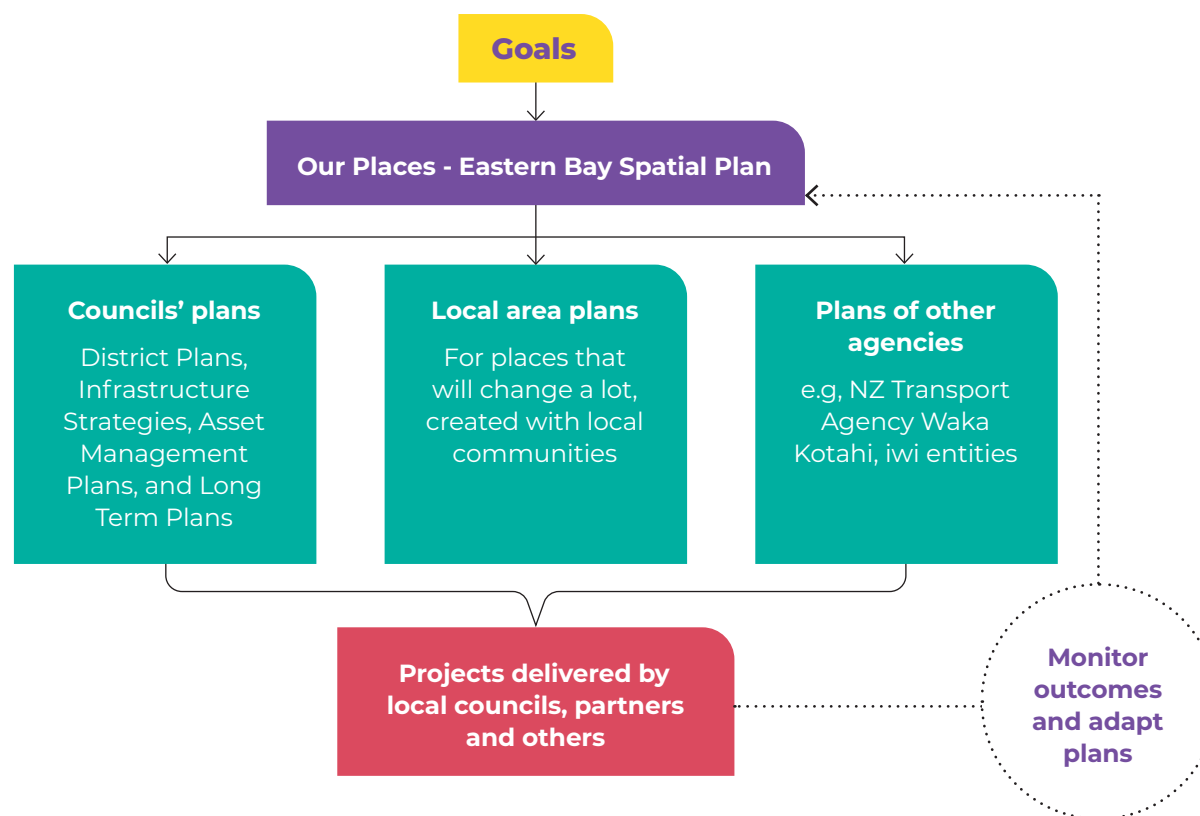 Goals
Our Places - Eastern Bay Spatial Plan
Councils’ plans
District Plans,
Infrastructure
Strategies, Asset
Management
Plans, and Long
Term Plans
Local area plans
For places that
will change a lot,
created with local
communities
Plans of other
agencies
e.g, NZ Transport
Agency Waka
Kotahi, iwi entities
Projects delivered by
local councils, partners
and others
Monitor
outcomes
and adapt
plans